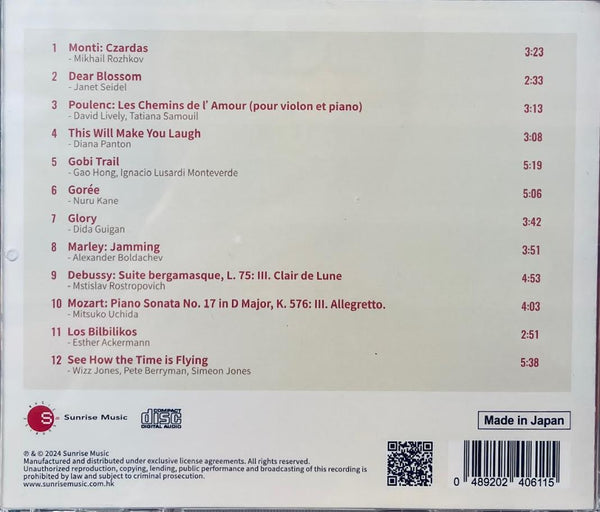 1 Monti: Czardas 3:23
- Mikhail Rozhkov
2 Dear Blossom 2:33
- Janet Seidel
3 Poulenc: Les Chemins de l' Amour (pour violon et piano) 3:13
- David Lively, Tatiana Samouil
4 This Will Make You Laugh 3:08
- Diana Panton
5 Gobi Trail 5:19
- Gao Hong, Ignacio Lusardi Monteverde
6 Gorée 5:06
- Nuru Kane
7 Glory 3:42
- Dida Guigan
8 Marley: Jamming 3:51
- Alexander Boldachev
9 Debussy: Suite bergamasque, L. 75: III. Clair de Lune 4:53
- Mstislav Rostropovich
10 Mozart: Piano Sonata No. 17 in D Major, K. 576: III. Allegretto. 4:03
- Mitsuko Uchida
11 Los Bilbilikos 2:51
- Esther Ackermann
12 See How the Time is Flying 5:38
- Wizz Jones, Pete Berryman, Simeon Jones
S Sunrise Music
COMPACT
disc
DIGITAL AUDIO
Made in Japan
℗ & © 2024 Sunrise Music
Manufactured and distributed under exclusive license agreements. All rights reserved.
Unauthorized reproduction, copying, lending, public performance and broadcasting of this recording is
prohibited by law and subject to criminal prosecution.
www.sunrisemusic.com.hk
0 489202 406115